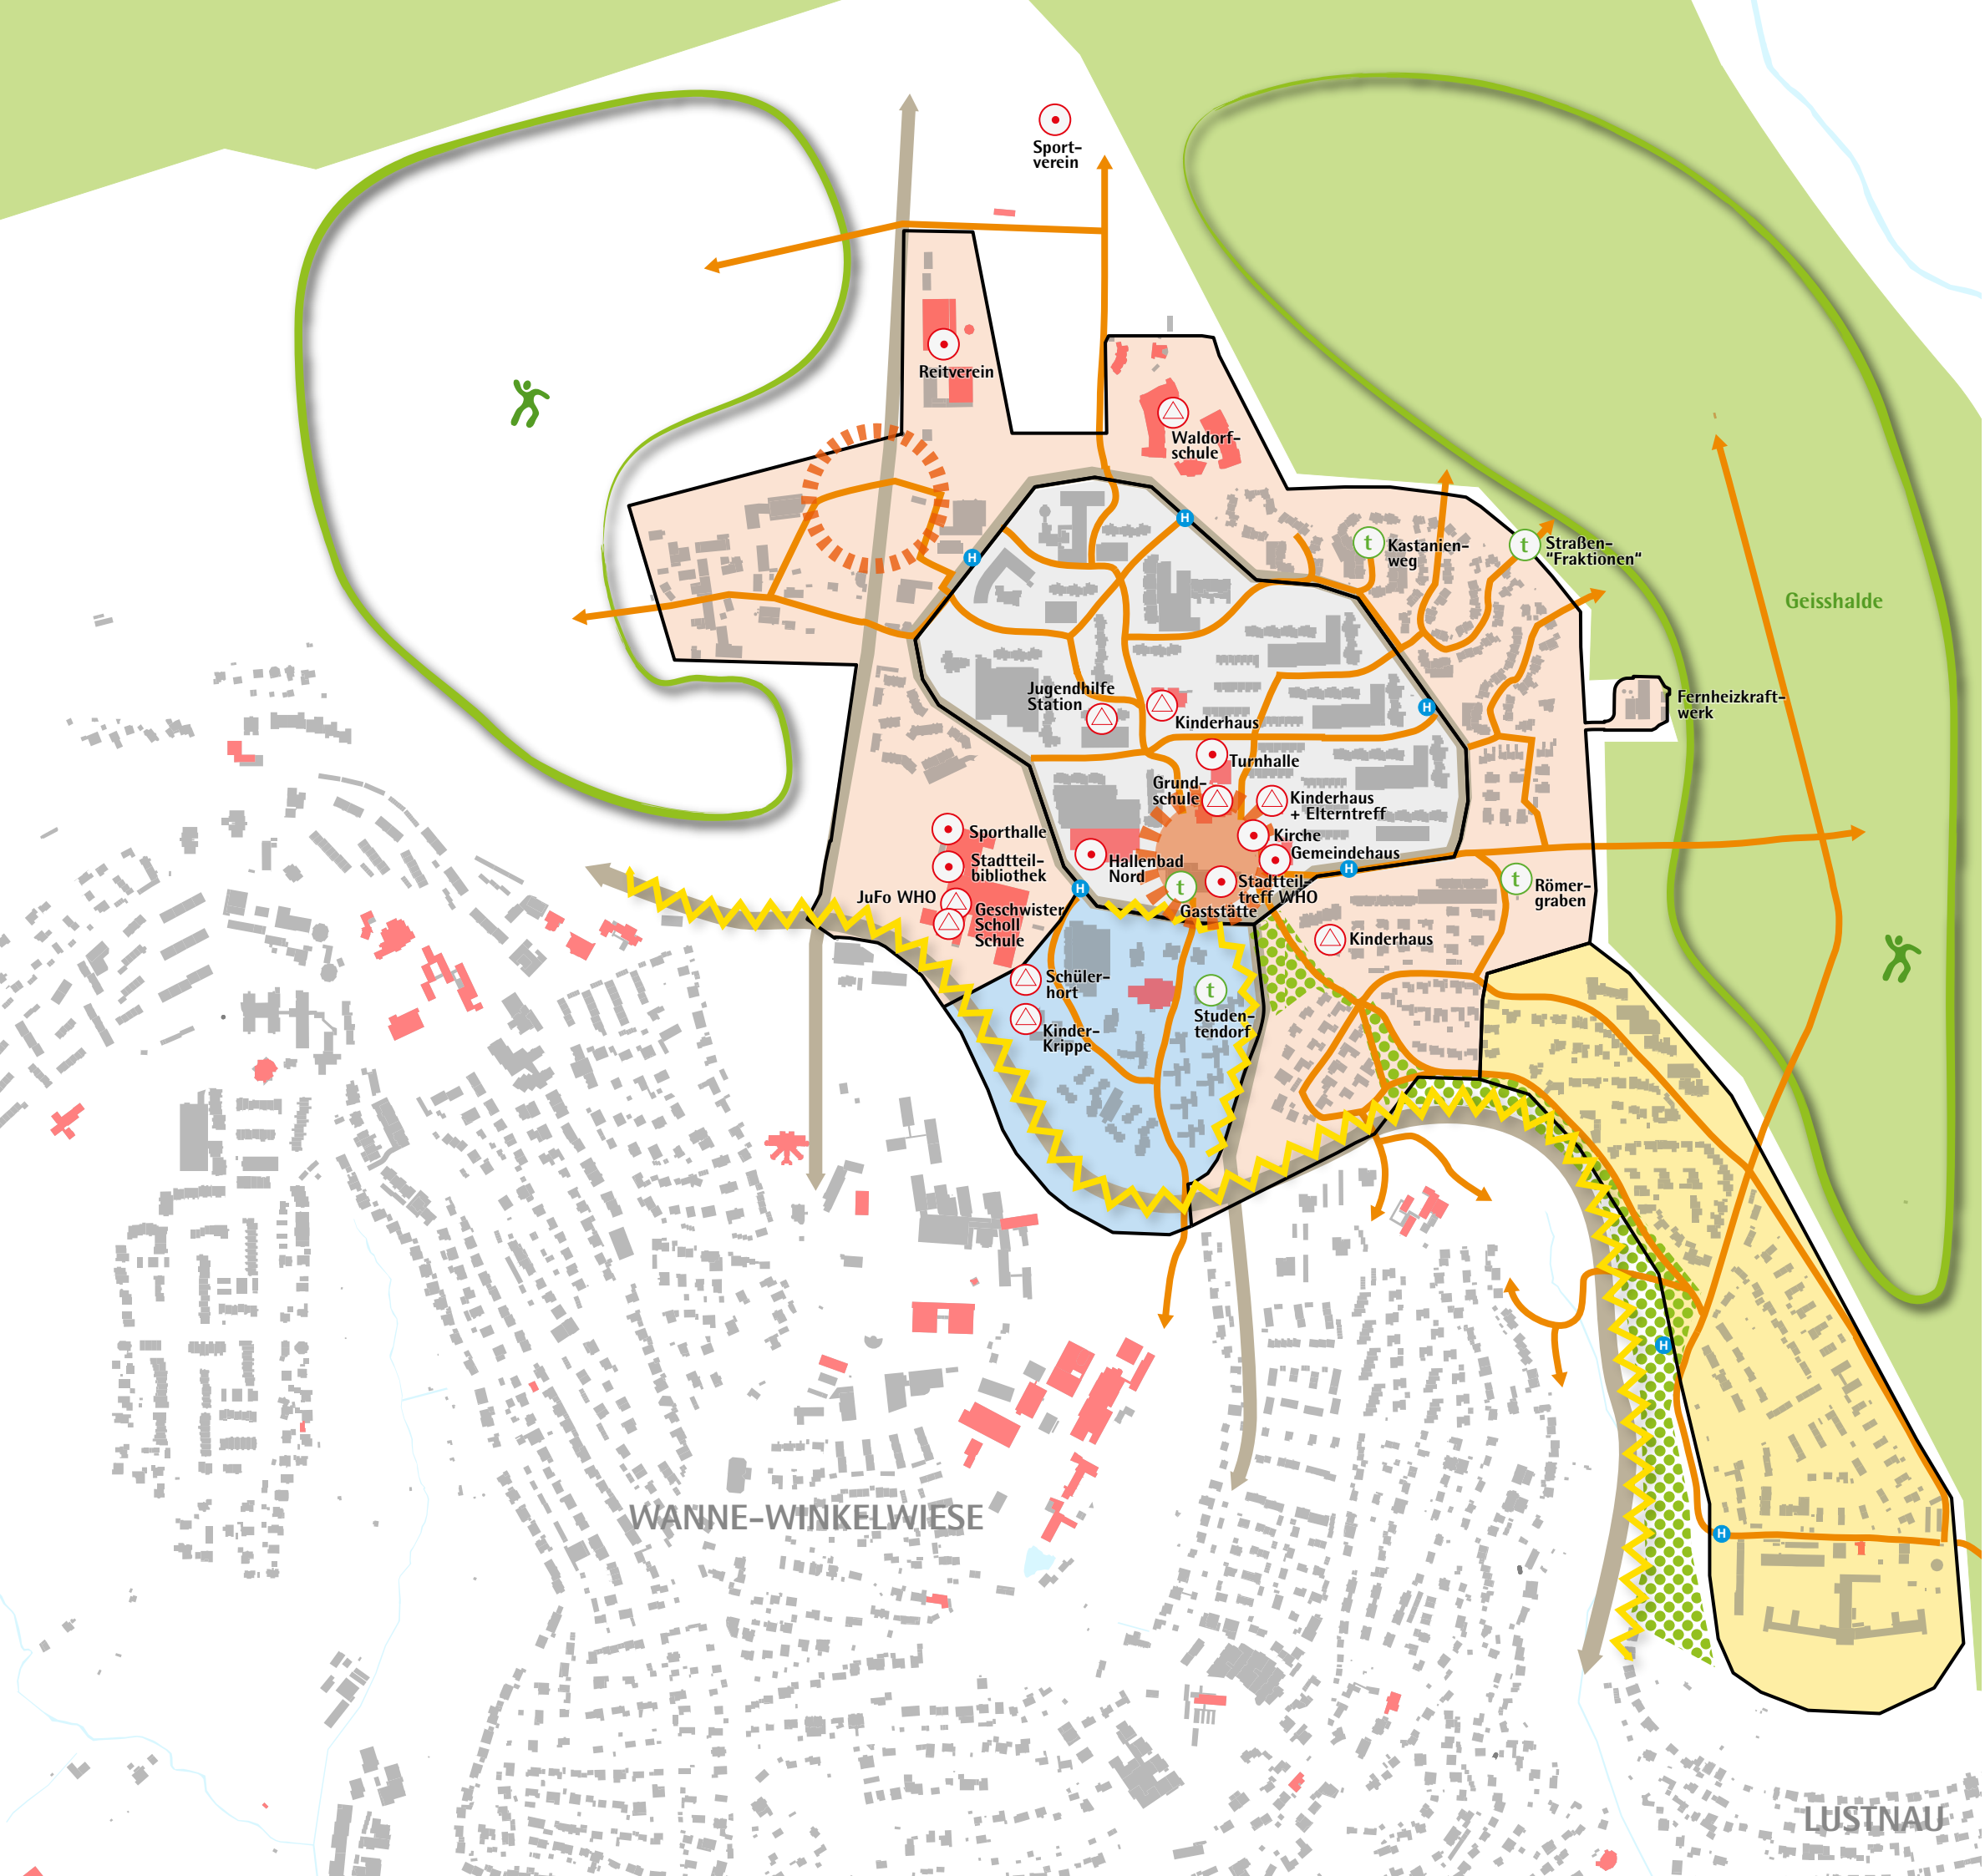 Sport-
verein
Reitverein
Waldorf-
schule
H
H
t
Kastanien-
weg
t
Straßen-
"Fraktionen"
Geisshalde
Jugendhilfe
Station
Kinderhaus
H
Fernheizkraft-
werk
Turnhalle
Grund-
schule
Kinderhaus
+ Elterntreff
Sporthalle
Kirche
Stadtteil-
bibliothek
Hallenbad
Nord
Gemeindehaus
H
H
t
Stadtteil-
treff WHO
t
Römer-
graben
JuFo WHO
Gaststätte
Geschwister
Scholl
Schule
Kinderhaus
Schüler-
hort
t
Studen-
tendorf
Kinder-
Krippe
H
WANNE-WINKELWIESE
H
LUSTNAU